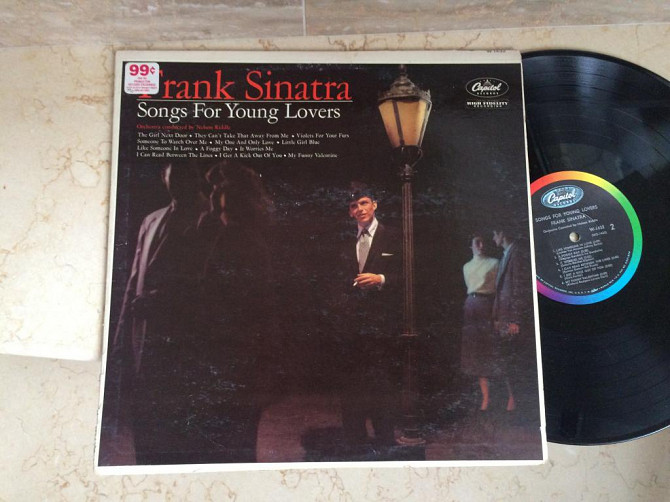 99¢
Frank Sinatra
Songs For Young Lovers
Orchestra conducted by Nelson Riddle
The Girl Next Door • They Can't Take That Away From Me • Violets For Your Furs
Someone To Watch Over Me • My One And Only Love • Little Girl Blue
Like Someone In Love • A Foggy Day • It Worries Me
I Can Read Between The Lines • I Get A Kick Out Of You • My Funny Valentine
Capitol
RECORDS
HIGH FIDELITY
Capitol
SONGS FOR YOUNG LOVERS
FRANK SINATRA
2